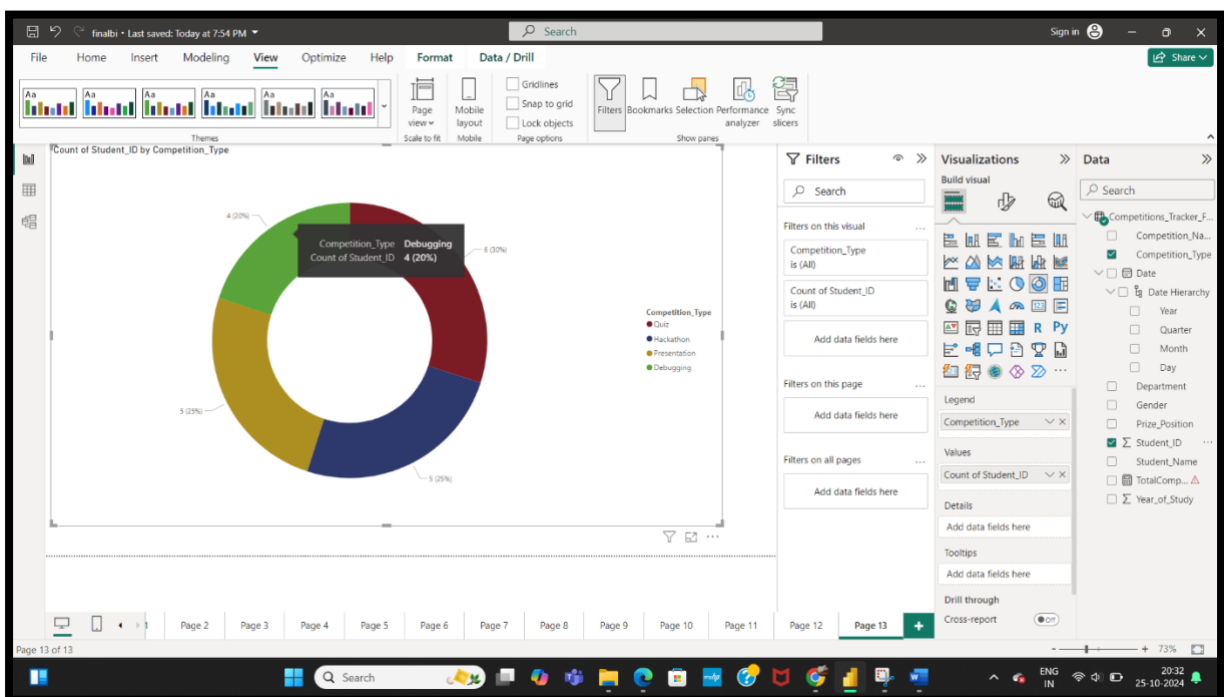 finalbi • Last saved: Today at 7:54 PM
Search
Sign in
File Home Insert Modeling View Optimize Help Format Data / Drill
Share
Aa Aa Aa Aa Aa Aa
Themes
Page view
Scale to fit
Mobile layout
Mobile
Gridlines
Snap to grid
Lock objects
Page options
Filters
Bookmarks
Selection
Performance analyzer
Sync slicers
Show panes
Count of Student_ID by Competition_Type
4 (20%)
Competition_Type Debugging
Count of Student_ID 4 (20%)
6 (30%)
5 (25%)
5 (25%)
Competition_Type
Quiz
Hackathon
Presentation
Debugging
Filters
Search
Filters on this visual
...
Competition_Type
is (All)
Count of Student_ID
is (All)
Add data fields here
Filters on this page
...
Add data fields here
Filters on all pages
...
Add data fields here
Visualizations
Build visual
R Py
...
Legend
Competition_Type
Values
Count of Student_ID
Details
Add data fields here
Tooltips
Add data fields here
Drill through
Cross-report
Off
Data
Search
Competitions_Tracker_F...
Competition_Na...
Competition_Type
Date
Date Hierarchy
Year
Quarter
Month
Day
Department
Gender
Prize_Position
Student_ID
...
Student_Name
TotalComp...
Year_of_Study
Page 2 Page 3 Page 4 Page 5 Page 6 Page 7 Page 8 Page 9 Page 10 Page 11 Page 12 Page 13
Page 13 of 13
- + 73%
Search
ENG
IN
20:32
25-10-2024